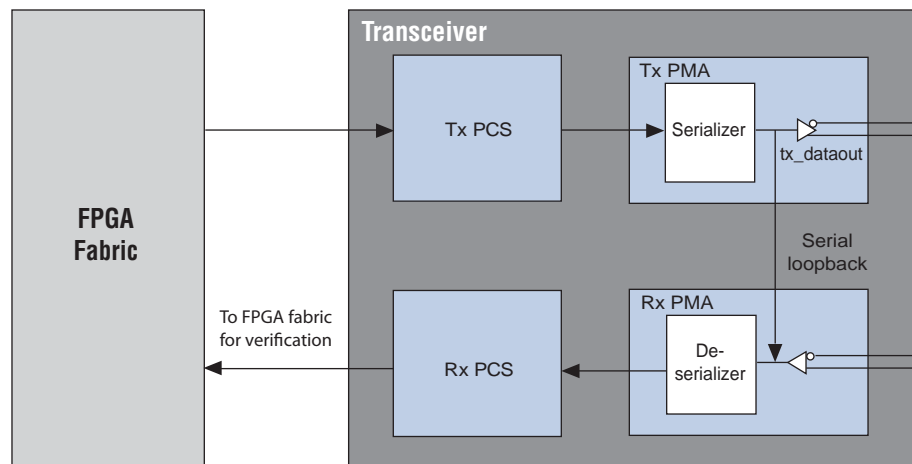 Transceiver
Tx PMA
Tx PCS
Serializer
tx_dataout
FPGA
Fabric
Serial
loopback
To FPGA fabric
for verification
Rx PMA
Rx PCS
De-
serializer